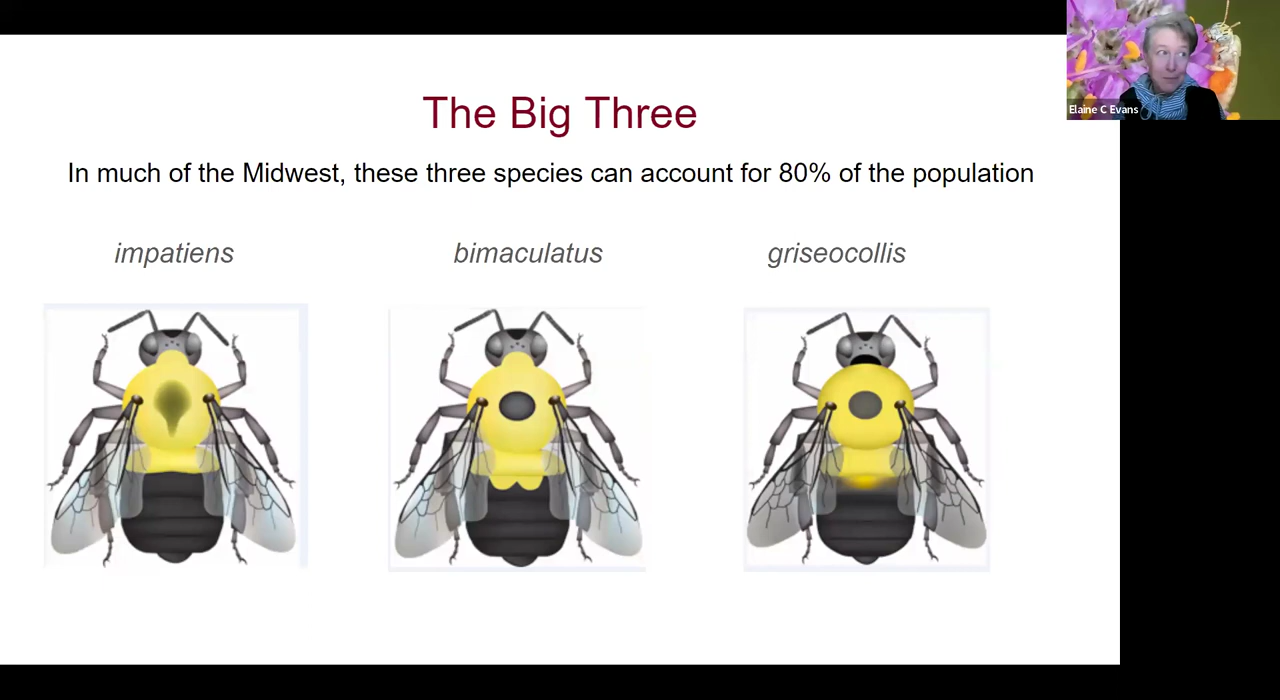 The Big Three
In much of the Midwest, these three species can account for 80% of the population
impatiens
bimaculatus
griseocollis
Elaine C Evans